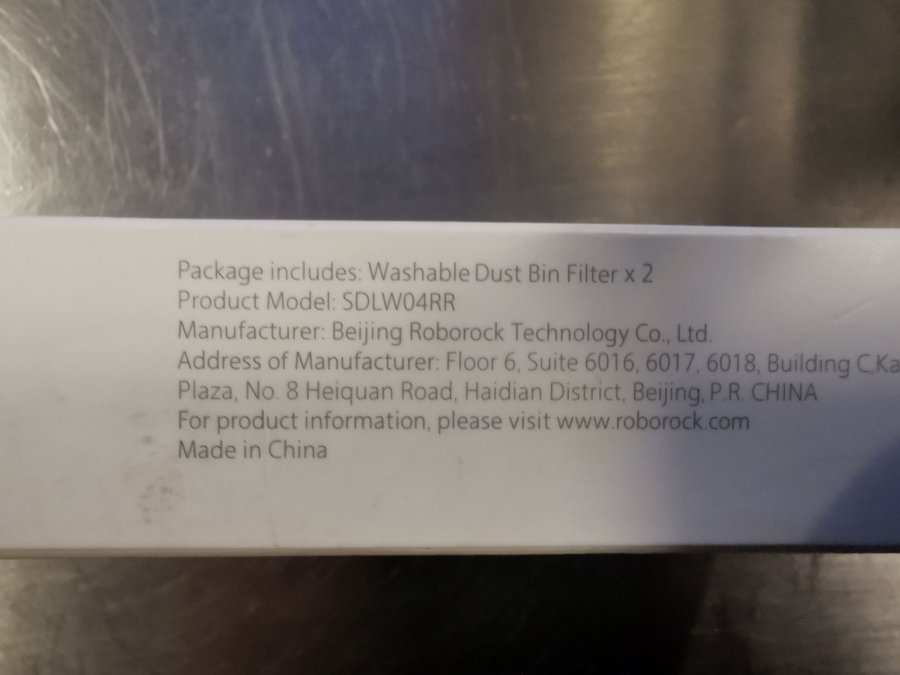 Package includes: Washable Dust Bin Filter x 2
Product Model: SDLW04RR
Manufacturer: Beijing Roborock Technology Co., Ltd.
Address of Manufacturer: Floor 6, Suite 6016, 6017, 6018, Building C, Ka
Plaza, No. 8 Heiquan Road, Haidian District, Beijing, P.R. CHINA
For product information, please visit www.roborock.com
Made in China